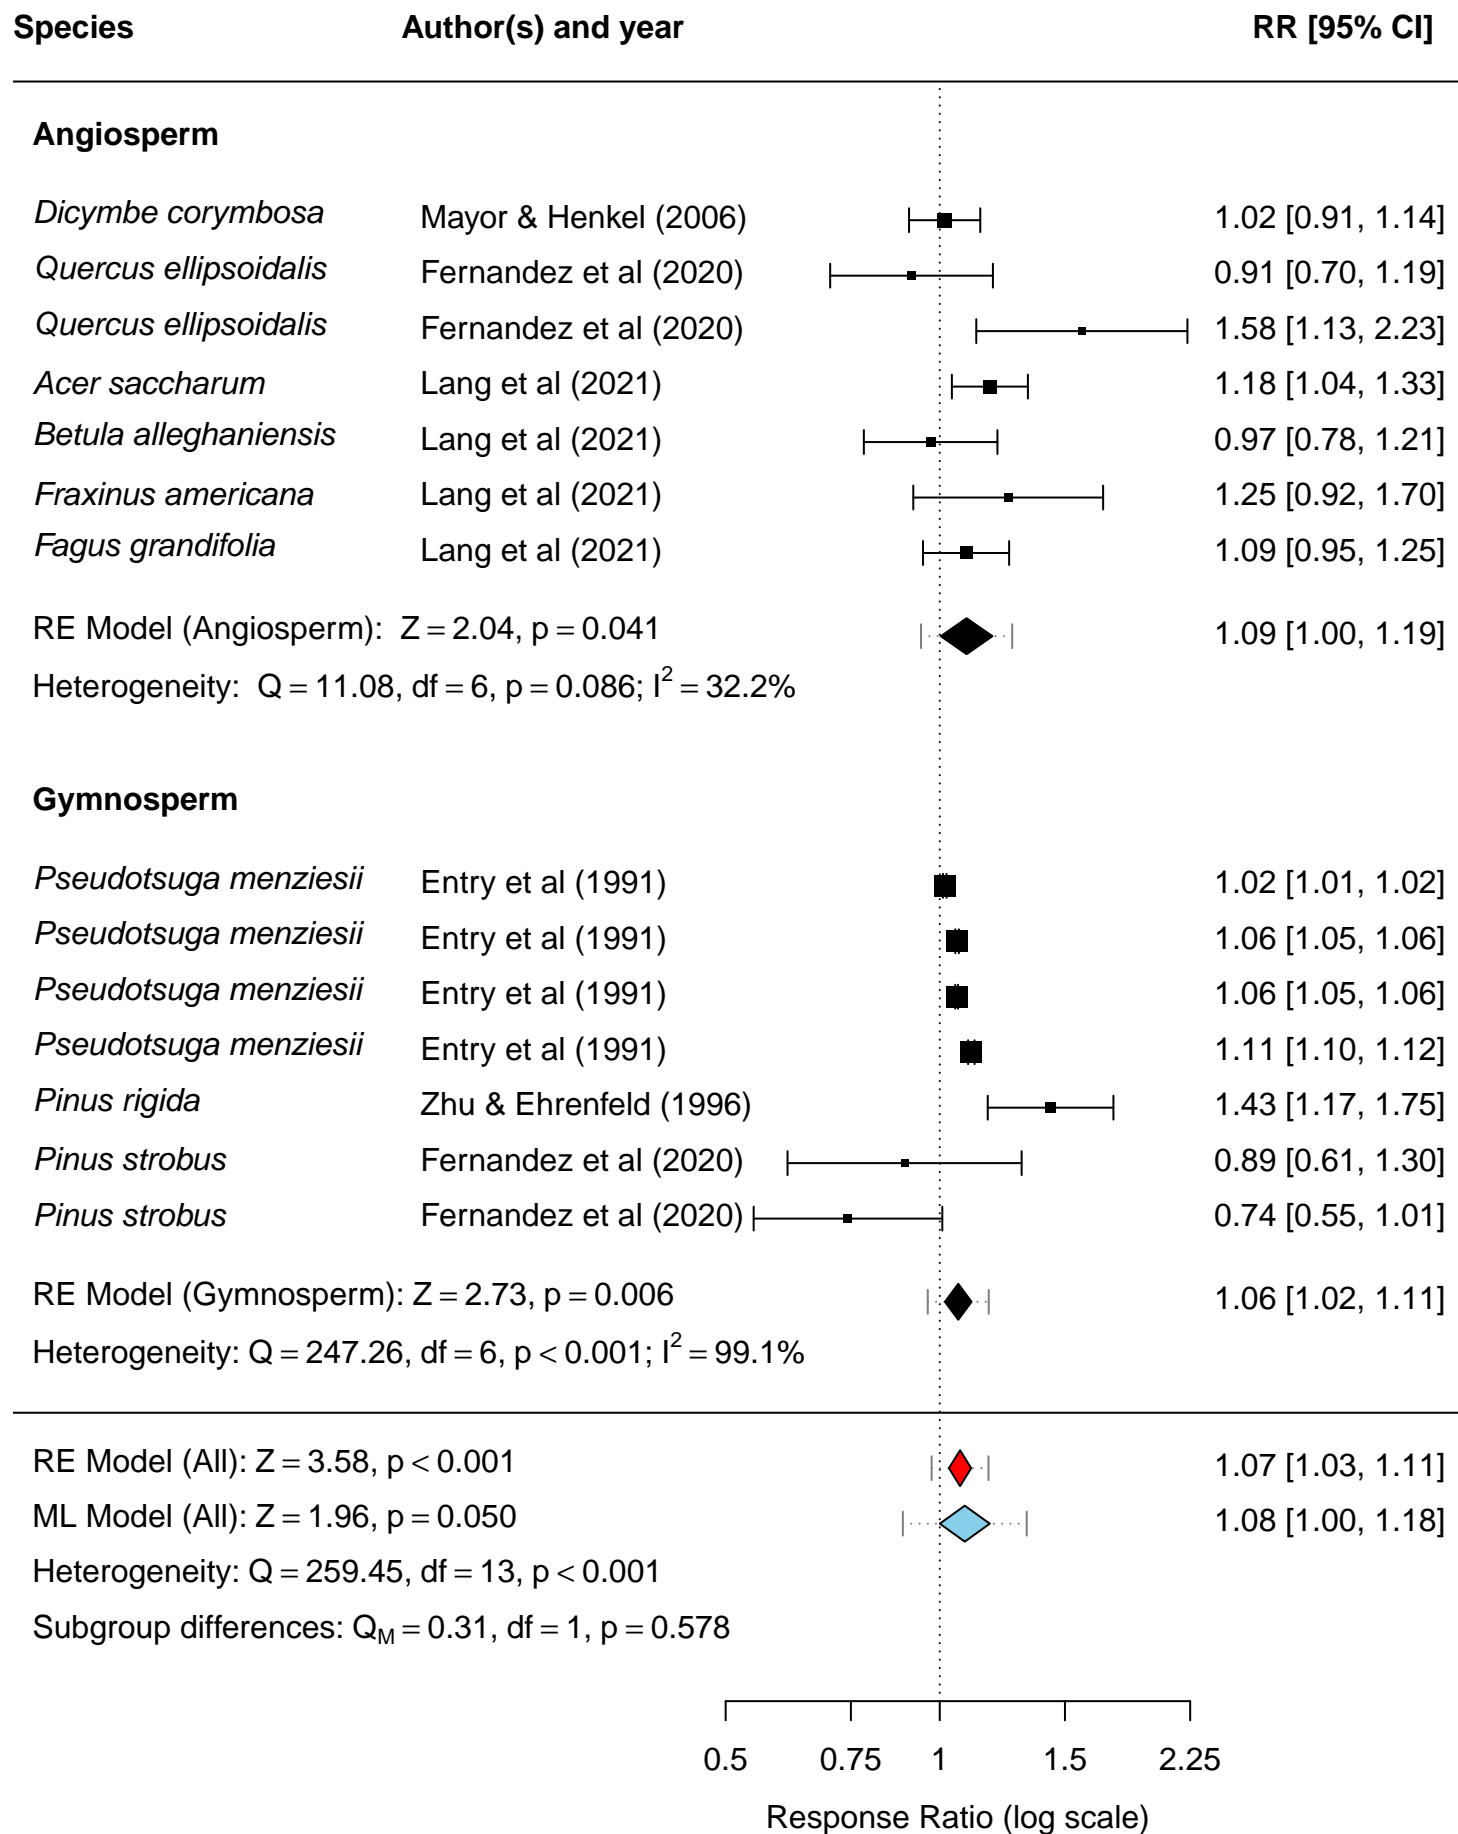 Species Author(s) and year RR [95% CI]
Angiosperm
Dicymbe corymbosa Mayor & Henkel (2006) 1.02 [0.91, 1.14]
Quercus ellipsoidalis Fernandez et al (2020) 0.91 [0.70, 1.19]
Quercus ellipsoidalis Fernandez et al (2020) 1.58 [1.13, 2.23]
Acer saccharum Lang et al (2021) 1.18 [1.04, 1.33]
Betula alleghaniensis Lang et al (2021) 0.97 [0.78, 1.21]
Fraxinus americana Lang et al (2021) 1.25 [0.92, 1.70]
Fagus grandifolia Lang et al (2021) 1.09 [0.95, 1.25]
RE Model (Angiosperm): Z = 2.04, p = 0.041 1.09 [1.00, 1.19]
Heterogeneity: Q = 11.08, df = 6, p = 0.086; I² = 32.2%
Gymnosperm
Pseudotsuga menziesii Entry et al (1991) 1.02 [1.01, 1.02]
Pseudotsuga menziesii Entry et al (1991) 1.06 [1.05, 1.06]
Pseudotsuga menziesii Entry et al (1991) 1.06 [1.05, 1.06]
Pseudotsuga menziesii Entry et al (1991) 1.11 [1.10, 1.12]
Pinus rigida Zhu & Ehrenfeld (1996) 1.43 [1.17, 1.75]
Pinus strobus Fernandez et al (2020) 0.89 [0.61, 1.30]
Pinus strobus Fernandez et al (2020) 0.74 [0.55, 1.01]
RE Model (Gymnosperm): Z = 2.73, p = 0.006 1.06 [1.02, 1.11]
Heterogeneity: Q = 247.26, df = 6, p < 0.001; I² = 99.1%
RE Model (All): Z = 3.58, p < 0.001 1.07 [1.03, 1.11]
ML Model (All): Z = 1.96, p = 0.050 1.08 [1.00, 1.18]
Heterogeneity: Q = 259.45, df = 13, p < 0.001
Subgroup differences: Q_M = 0.31, df = 1, p = 0.578
0.5 0.75 1 1.5 2.25
Response Ratio (log scale)